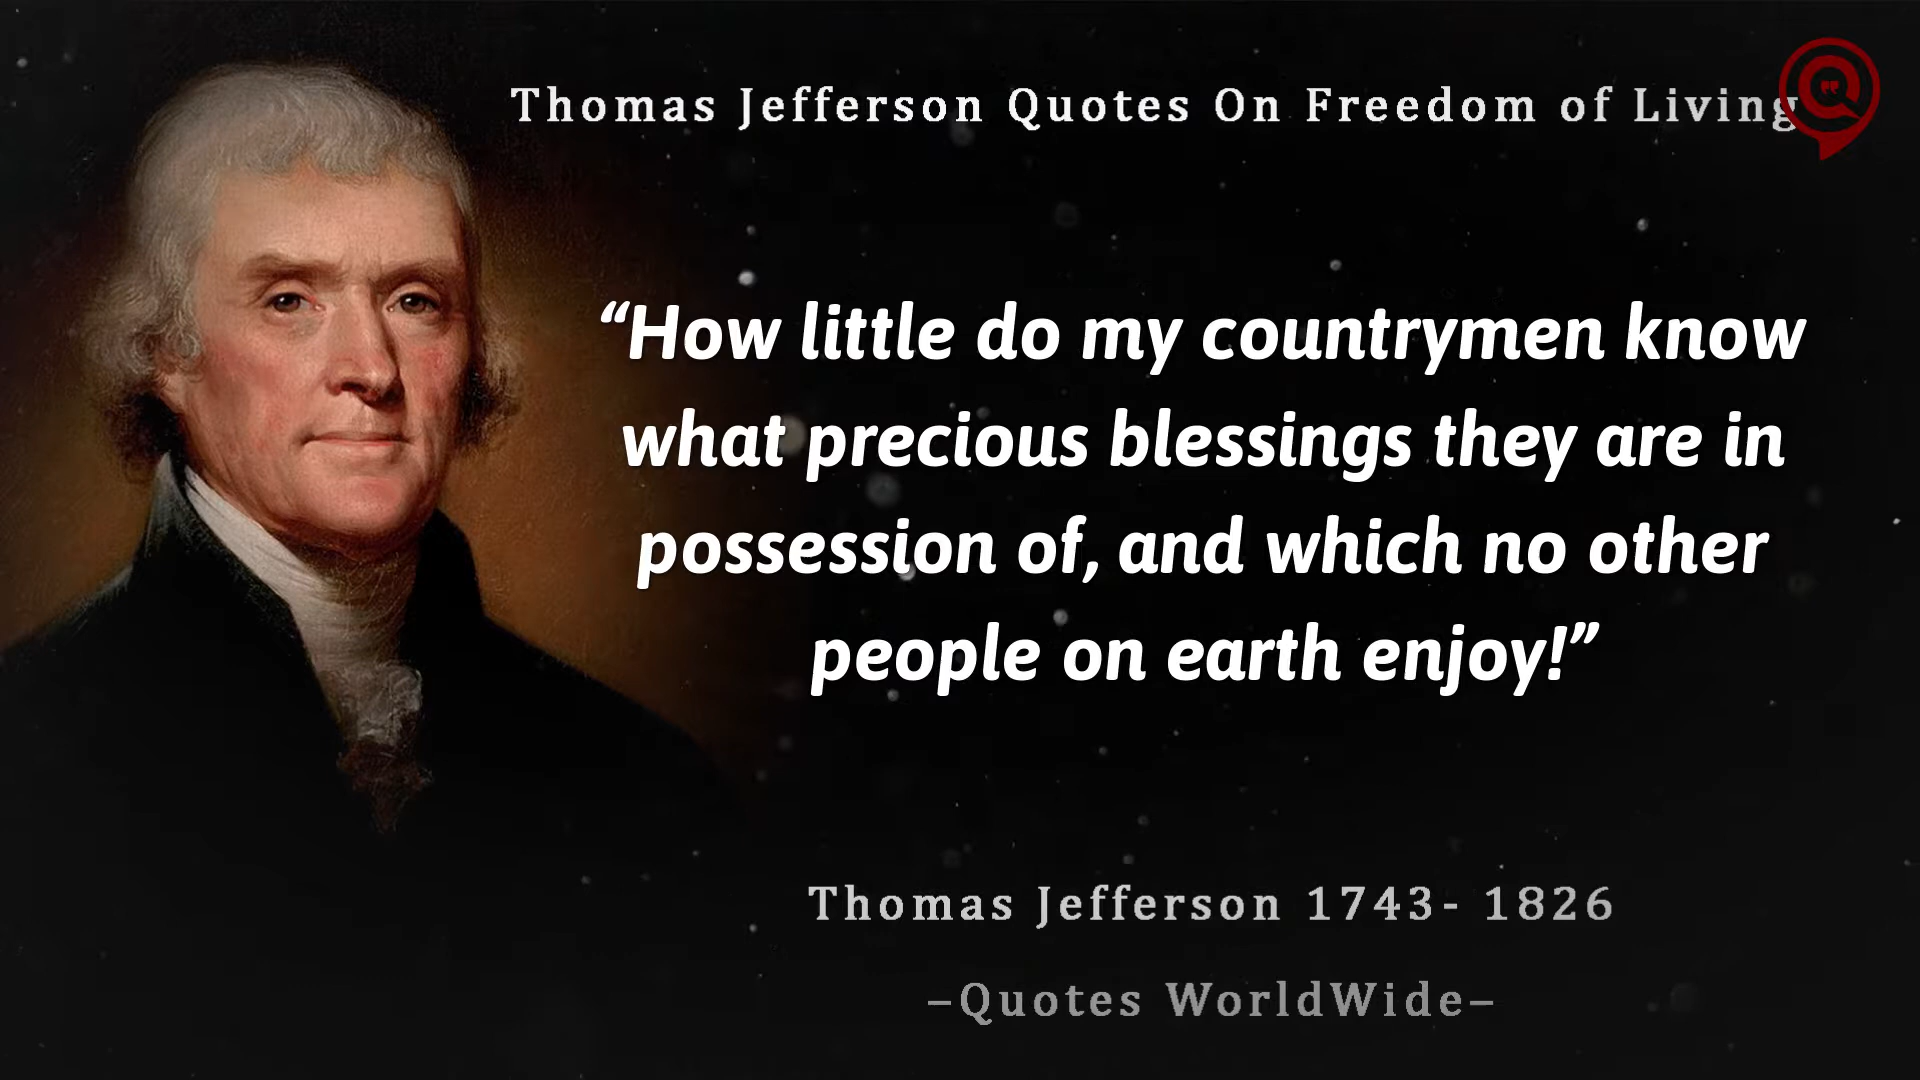 Thomas Jefferson Quotes On Freedom of Living
“How little do my countrymen know
what precious blessings they are in
possession of, and which no other
people on earth enjoy!”
Thomas Jefferson 1743- 1826
–Quotes WorldWide–